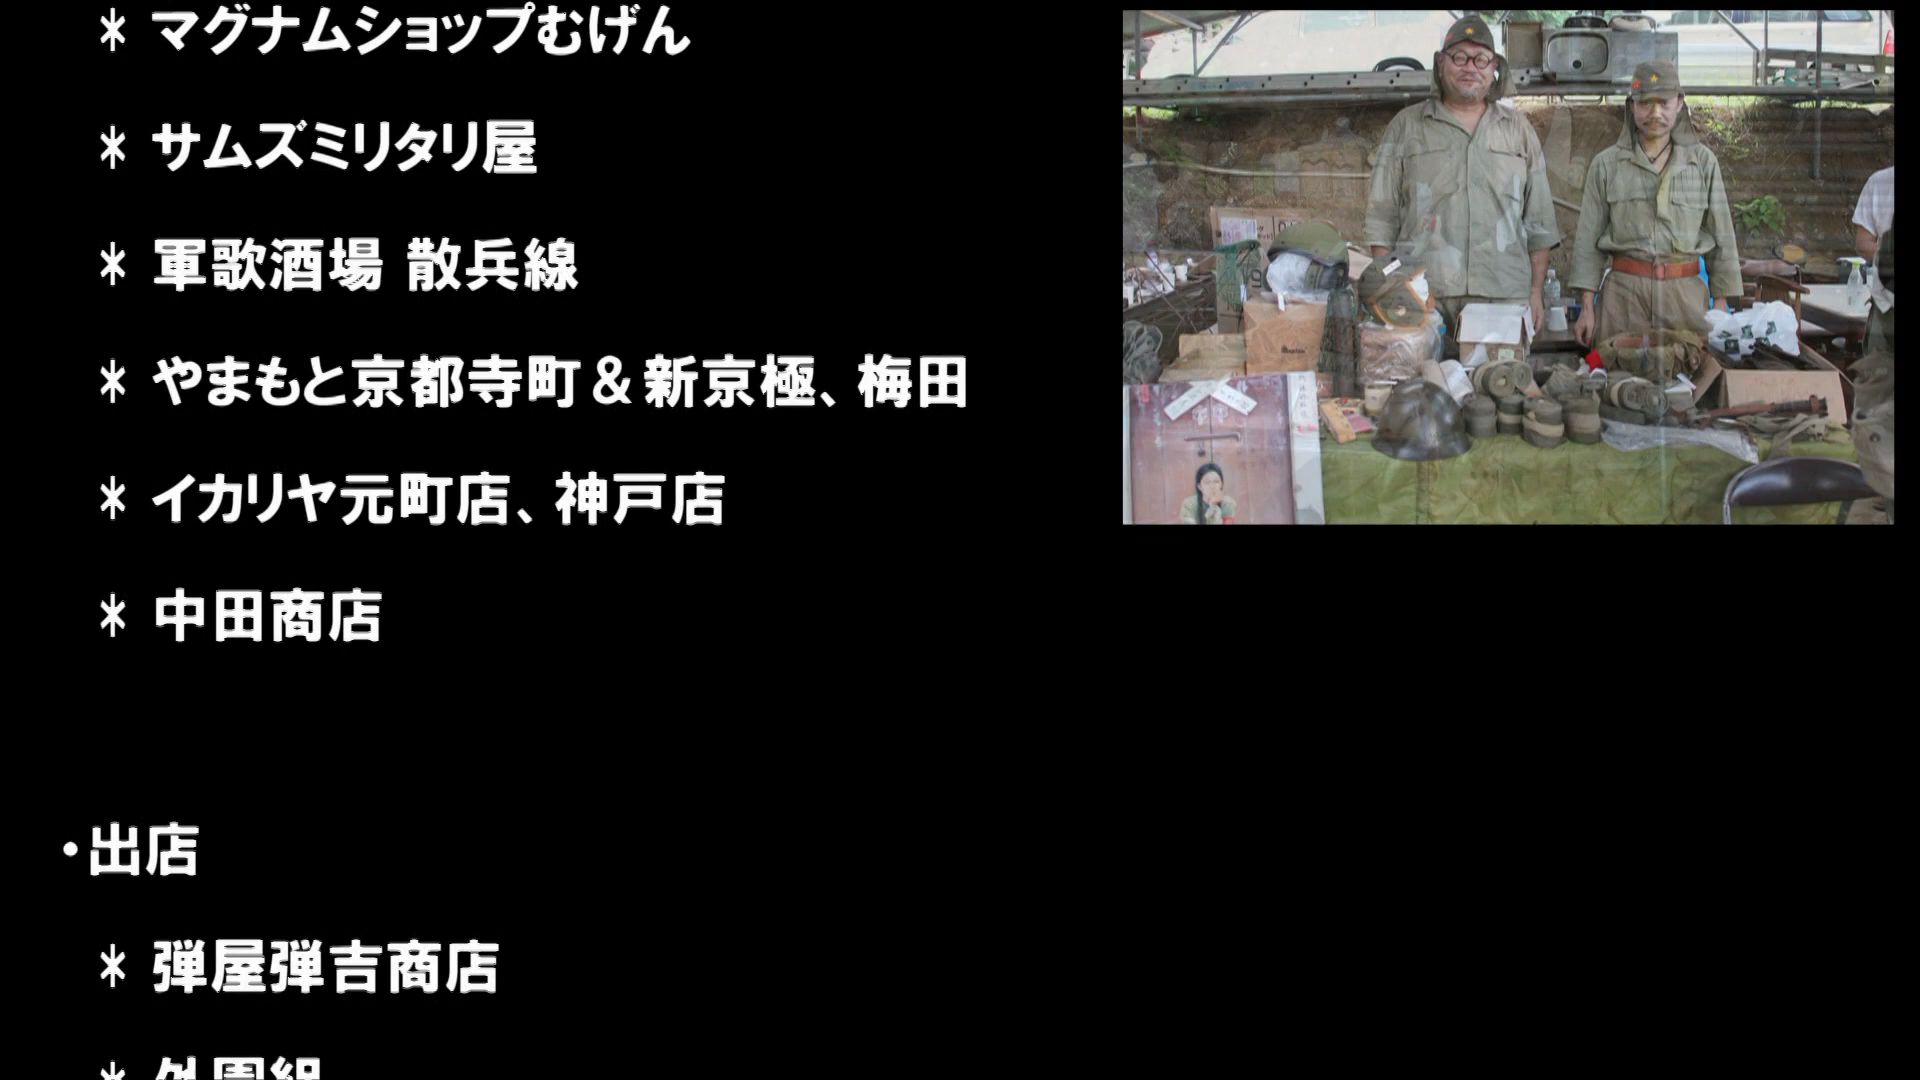 * マグナムショップむげん
* サムズミリタリ屋
* 軍歌酒場 散兵線
* やまもと京都寺町＆新京極、梅田
* イカリヤ元町店、神戸店
* 中田商店
・出店
* 弾屋弾吉商店